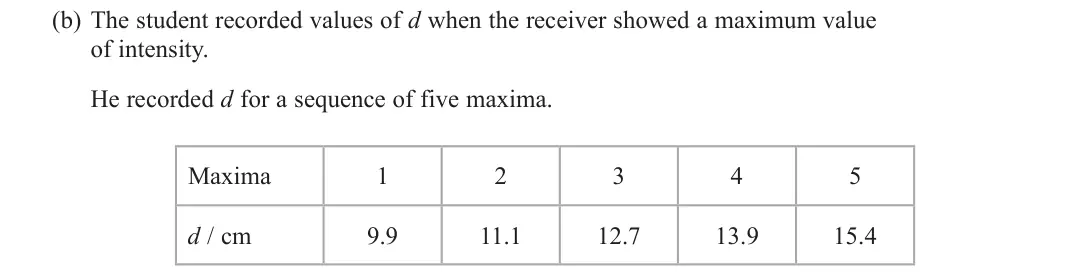 (b) The student recorded values of d when the receiver showed a maximum value
of intensity.
He recorded d for a sequence of five maxima.
Maxima 1 2 3 4 5
d / cm 9.9 11.1 12.7 13.9 15.4